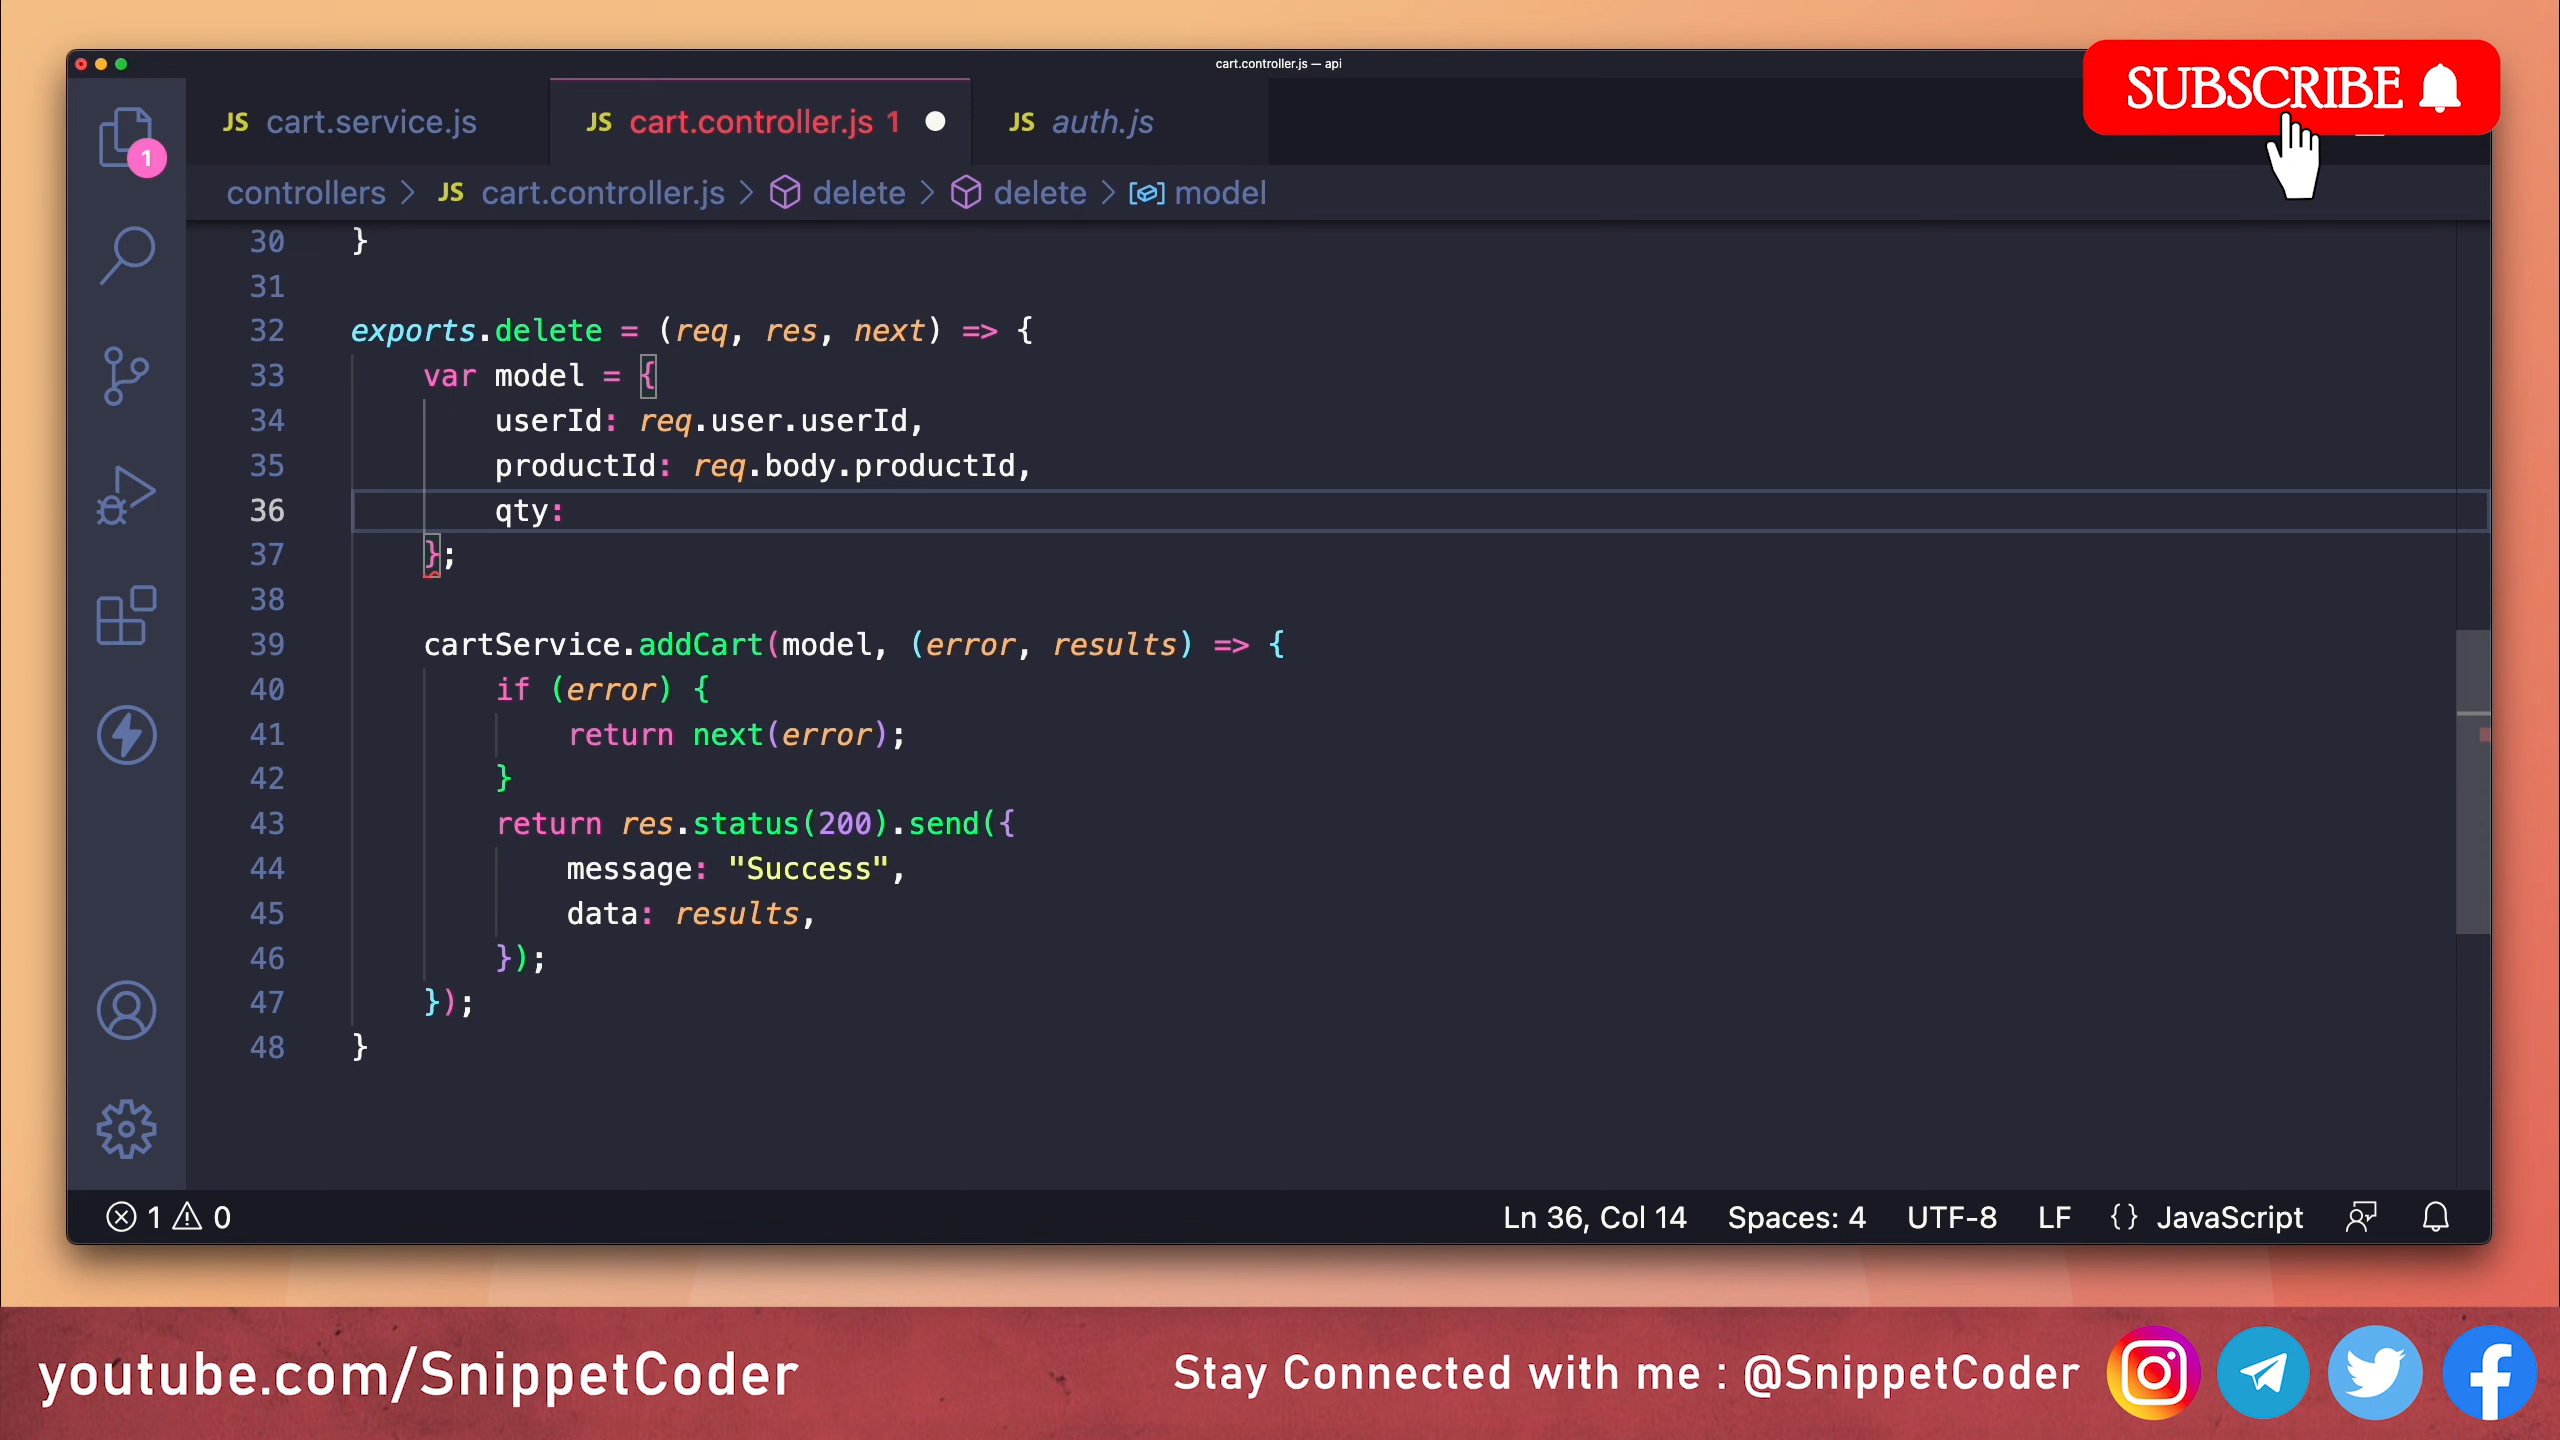 cart.controller.js — api
SUBSCRIBE
JS cart.service.js JS cart.controller.js 1 JS auth.js
1
controllers > JS cart.controller.js > delete > delete > model
30 }
31
32 exports.delete = (req, res, next) => {
33 var model = {
34 userId: req.user.userId,
35 productId: req.body.productId,
36 qty:
37 };
38
39 cartService.addCart(model, (error, results) => {
40 if (error) {
41 return next(error);
42 }
43 return res.status(200).send({
44 message: "Success",
45 data: results,
46 });
47 });
48 }
1 0 Ln 36, Col 14 Spaces: 4 UTF-8 LF {} JavaScript
youtube.com/SnippetCoder Stay Connected with me : @SnippetCoder